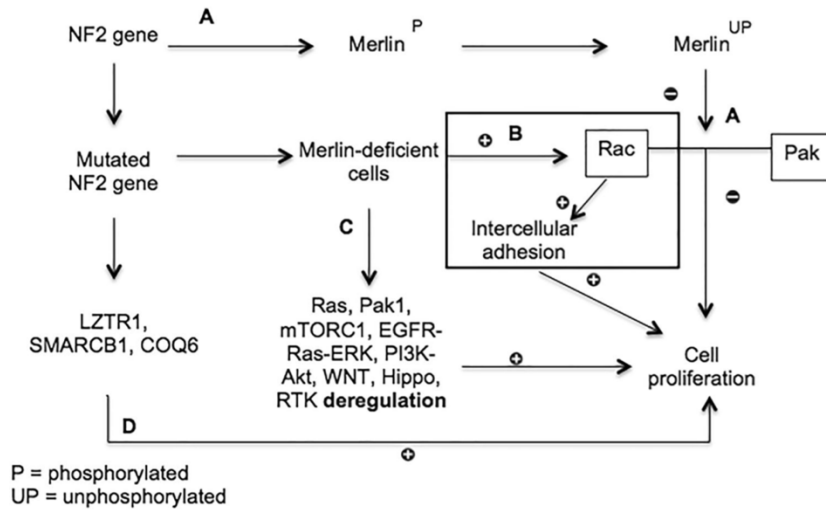 NF2 gene
A
Merlin P
Merlin UP
A
Mutated
NF2 gene
Merlin-deficient
cells
B
Rac
Pak
C
Intercellular
adhesion
LZTR1,
SMARCB1, COQ6
Ras, Pak1,
mTORC1, EGFR-
Ras-ERK, PI3K-
Akt, WNT, Hippo,
RTK deregulation
Cell
proliferation
D
P = phosphorylated
UP = unphosphorylated